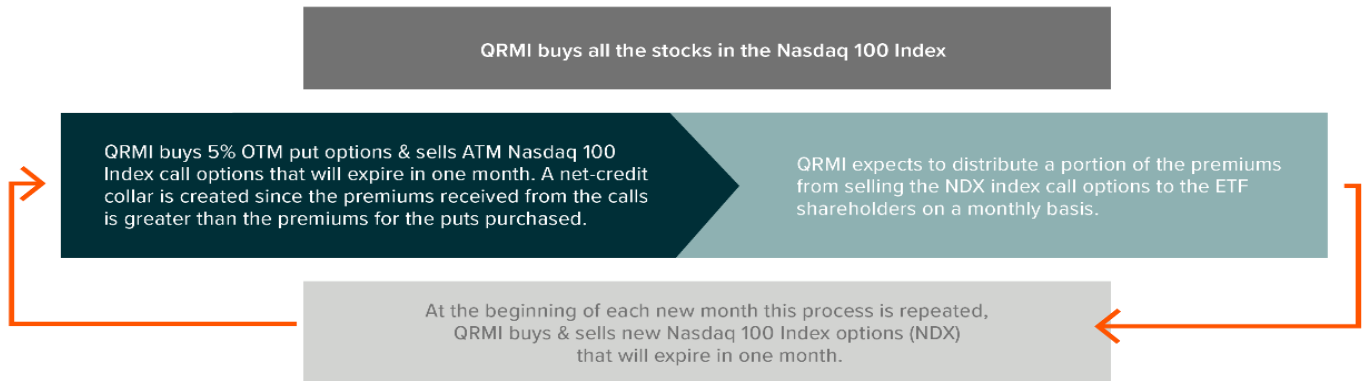 QRMI buys all the stocks in the Nasdaq 100 Index
QRMI buys 5% OTM put options & sells ATM Nasdaq 100
Index call options that will expire in one month. A net-credit
collar is created since the premiums received from the calls
is greater than the premiums for the puts purchased.
QRMI expects to distribute a portion of the premiums
from selling the NDX index call options to the ETF
shareholders on a monthly basis.
At the beginning of each new month this process is repeated,
QRMI buys & sells new Nasdaq 100 Index options (NDX)
that will expire in one month.